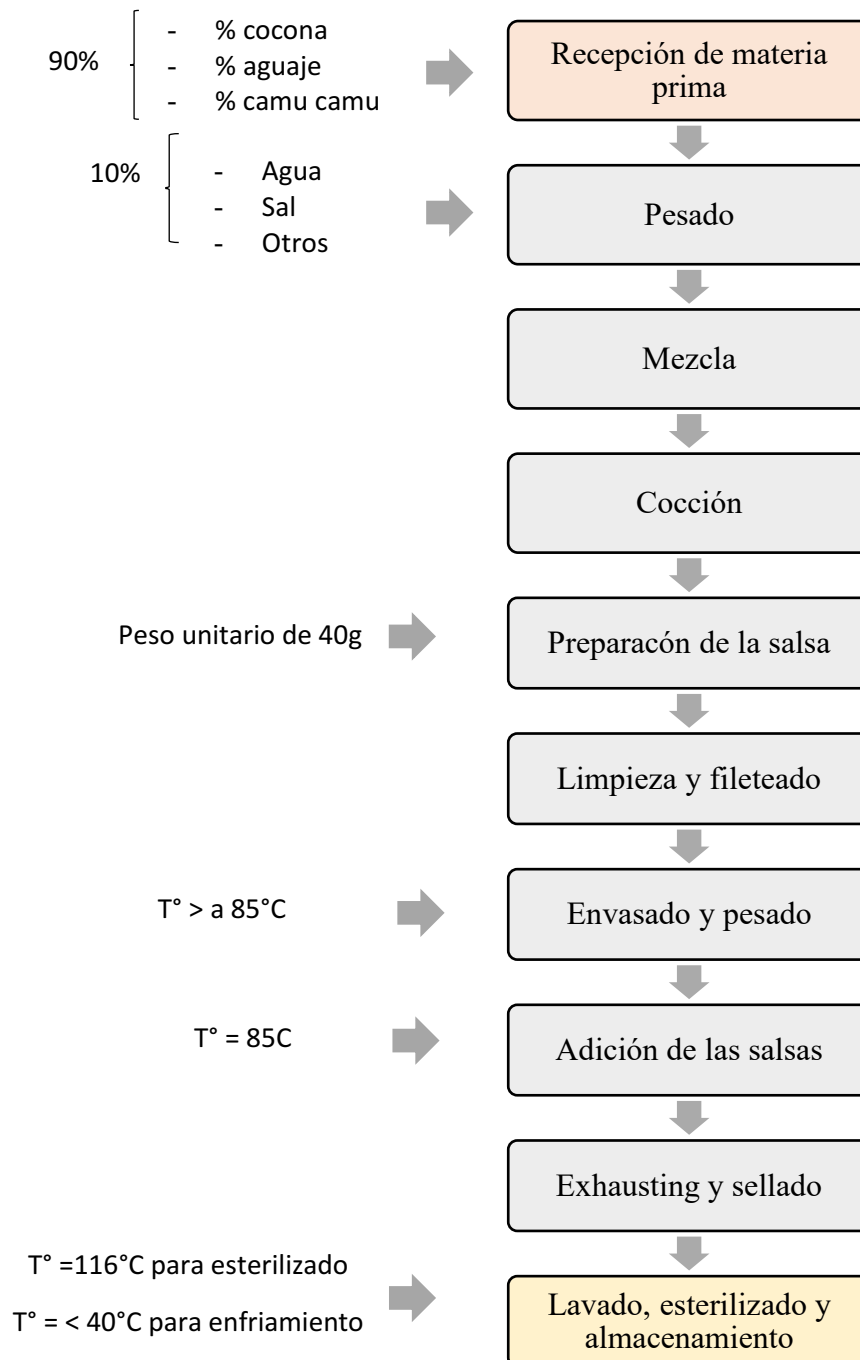 90%
- % cocona
- % aguaje
- % camu camu
Recepción de materia
prima
10%
- Agua
- Sal
- Otros
Pesado
Mezcla
Cocción
Peso unitario de 40g
Preparacón de la salsa
Limpieza y fileteado
T° > a 85°C
Envasado y pesado
T° = 85C
Adición de las salsas
Exhausting y sellado
T° =116°C para esterilizado
T° = < 40°C para enfriamiento
Lavado, esterilizado y
almacenamiento